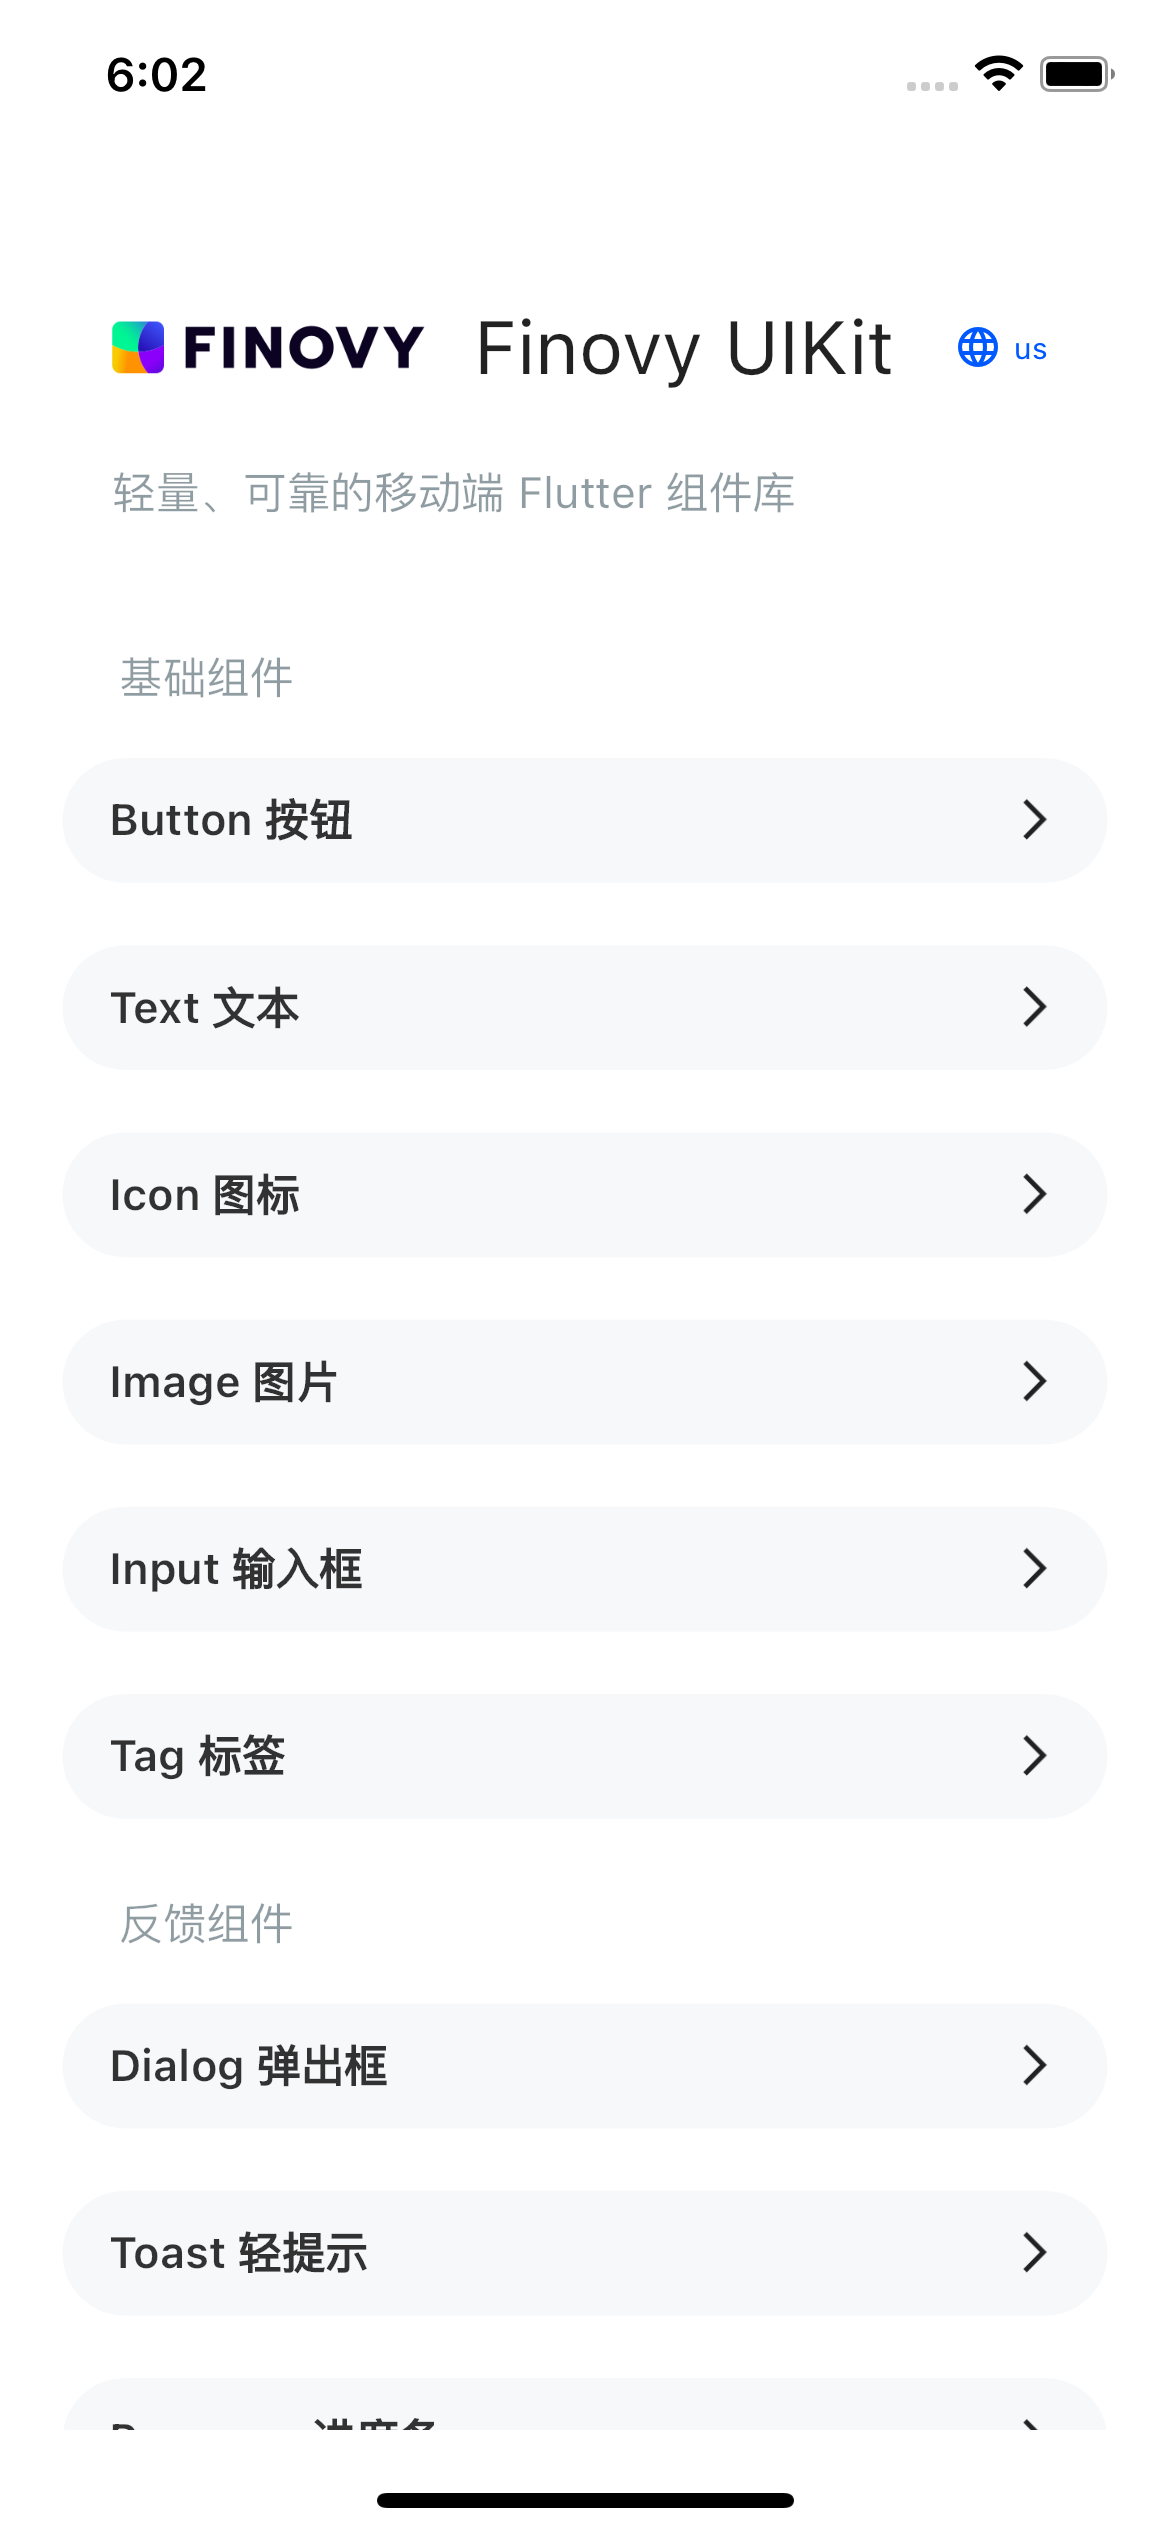 6:02
FINOVY Finovy UIKit us
轻量、可靠的移动端 Flutter 组件库
基础组件
Button 按钮
Text 文本
Icon 图标
Image 图片
Input 输入框
Tag 标签
反馈组件
Dialog 弹出框
Toast 轻提示